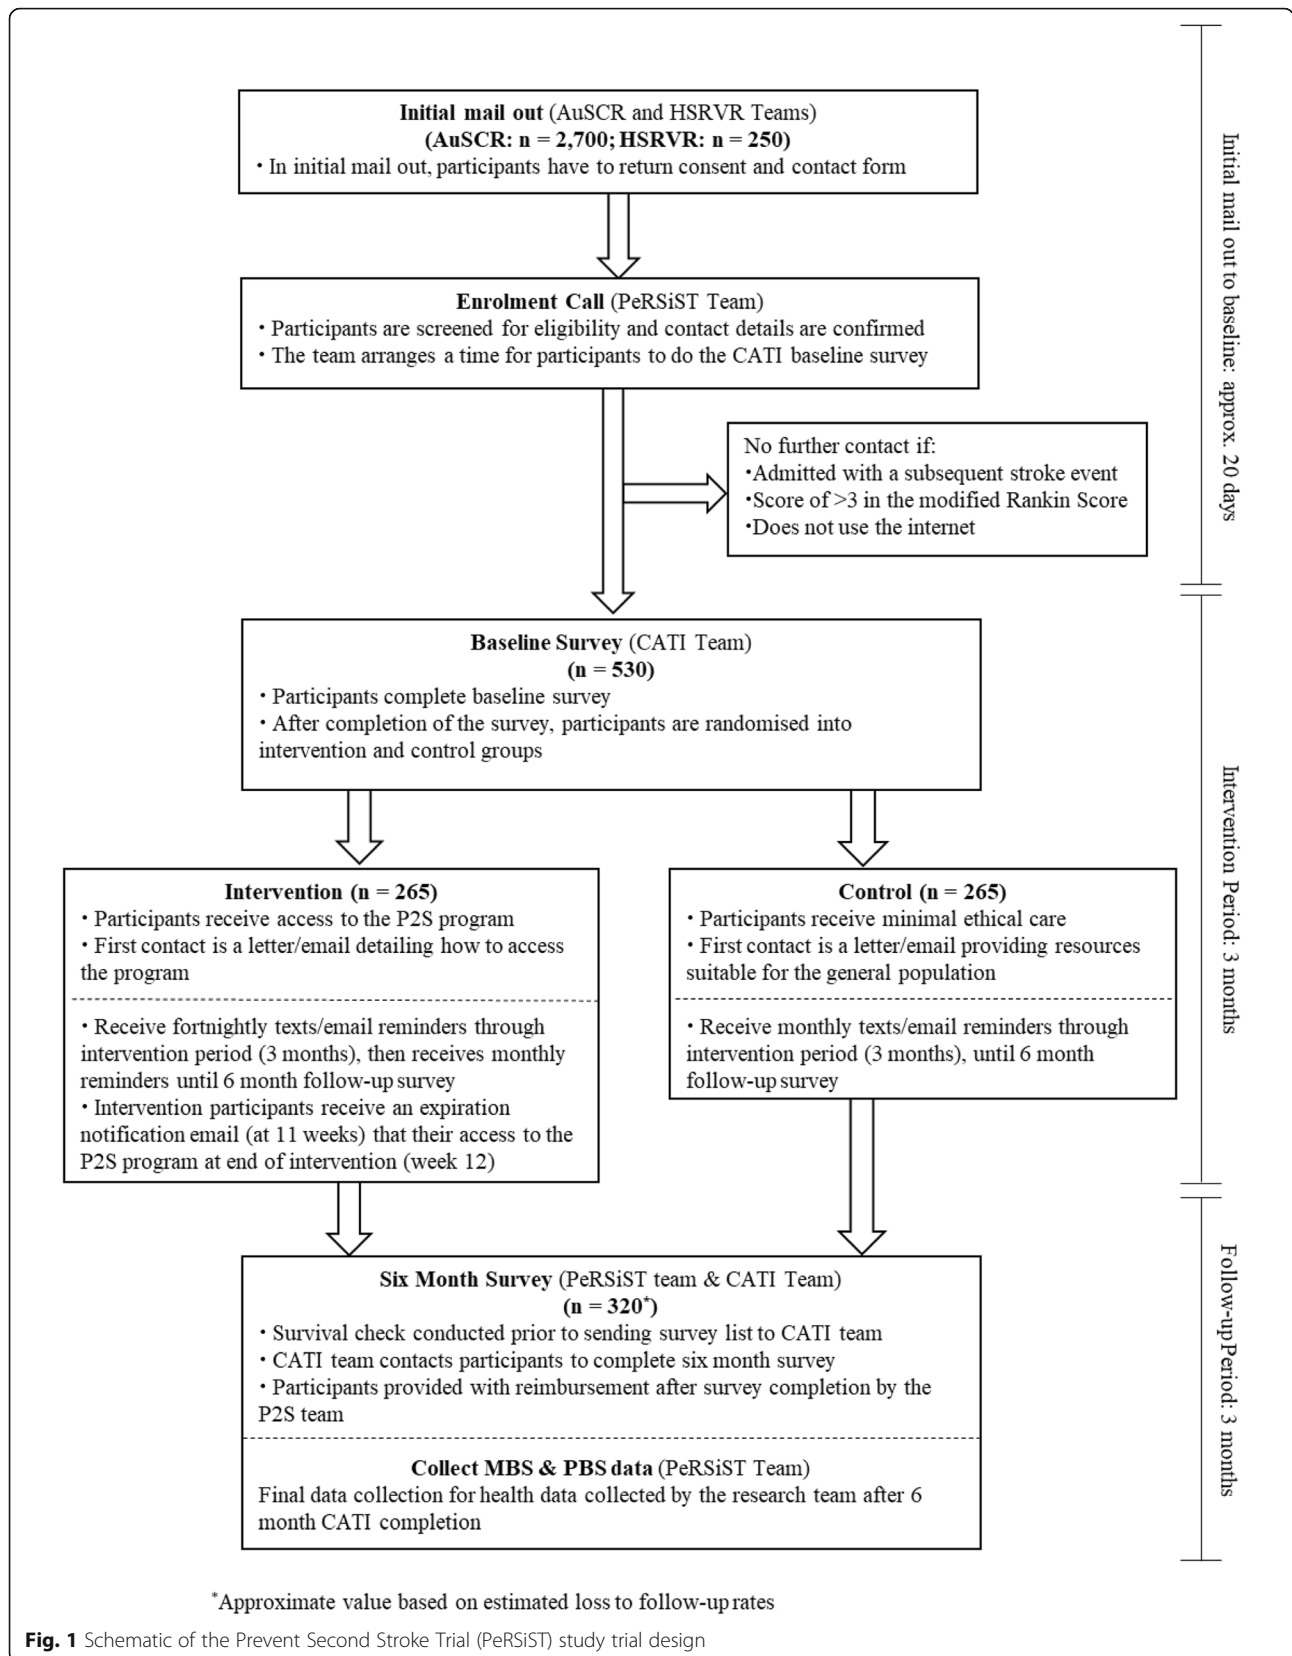 Initial mail out (AuSCR and HSRVR Teams)
(AuSCR: n = 2,700; HSRVR: n = 250)
• In initial mail out, participants have to return consent and contact form
Enrolment Call (PeRSiST Team)
• Participants are screened for eligibility and contact details are confirmed
• The team arranges a time for participants to do the CATI baseline survey
No further contact if:
•Admitted with a subsequent stroke event
•Score of >3 in the modified Rankin Score
•Does not use the internet
Initial mail out to baseline: approx. 20 days
Baseline Survey (CATI Team)
(n = 530)
• Participants complete baseline survey
• After completion of the survey, participants are randomised into
intervention and control groups
Intervention (n = 265)
• Participants receive access to the P2S program
• First contact is a letter/email detailing how to access
the program
• Receive fortnightly texts/email reminders through
intervention period (3 months), then receives monthly
reminders until 6 month follow-up survey
• Intervention participants receive an expiration
notification email (at 11 weeks) that their access to the
P2S program at end of intervention (week 12)
Control (n = 265)
• Participants receive minimal ethical care
• First contact is a letter/email providing resources
suitable for the general population
• Receive monthly texts/email reminders through
intervention period (3 months), until 6 month
follow-up survey
Intervention Period: 3 months
Six Month Survey (PeRSiST team & CATI Team)
(n = 320*)
• Survival check conducted prior to sending survey list to CATI team
• CATI team contacts participants to complete six month survey
• Participants provided with reimbursement after survey completion by the
P2S team
Collect MBS & PBS data (PeRSiST Team)
Final data collection for health data collected by the research team after 6
month CATI completion
Follow-up Period: 3 months
*Approximate value based on estimated loss to follow-up rates
Fig. 1 Schematic of the Prevent Second Stroke Trial (PeRSiST) study trial design